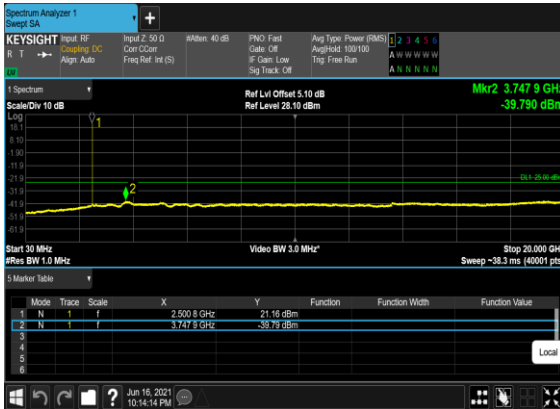 Spectrum Analyzer 1
Swept SA
+
KEYSIGHT Input: RF Input Z: 50 Ω #Atten: 40 dB PNO: Fast Avg Type: Power (RMS) 1 2 3 4 5 6
R T Coupling: DC Corr CCorr Gate: Off Avg|Hold: 100/100 A W W W W W
Align: Auto Freq Ref: Int (S) IF Gain: Low Trig: Free Run
Sig Track: Off A N N N N N
1 Spectrum Ref Lvl Offset 5.10 dB Mkr2 3.747 9 GHz
Scale/Div 10 dB Ref Level 28.10 dBm -39.790 dBm
Log
18.1
8.10
-1.90
-11.9
-21.9
-31.9
-41.9
-51.9
-61.9
1
2
Start 30 MHz Video BW 3.0 MHz* Stop 20.000 GHz
#Res BW 1.0 MHz Sweep ~38.3 ms (40001 pts)
5 Marker Table
Mode Trace Scale X Y Function Function Width Function Value
1 N 1 f 2.500 8 GHz 21.16 dBm
2 N 1 f 3.747 9 GHz -39.79 dBm
3
4
5
6
Local
? Jun 16, 2021
10:14:14 PM